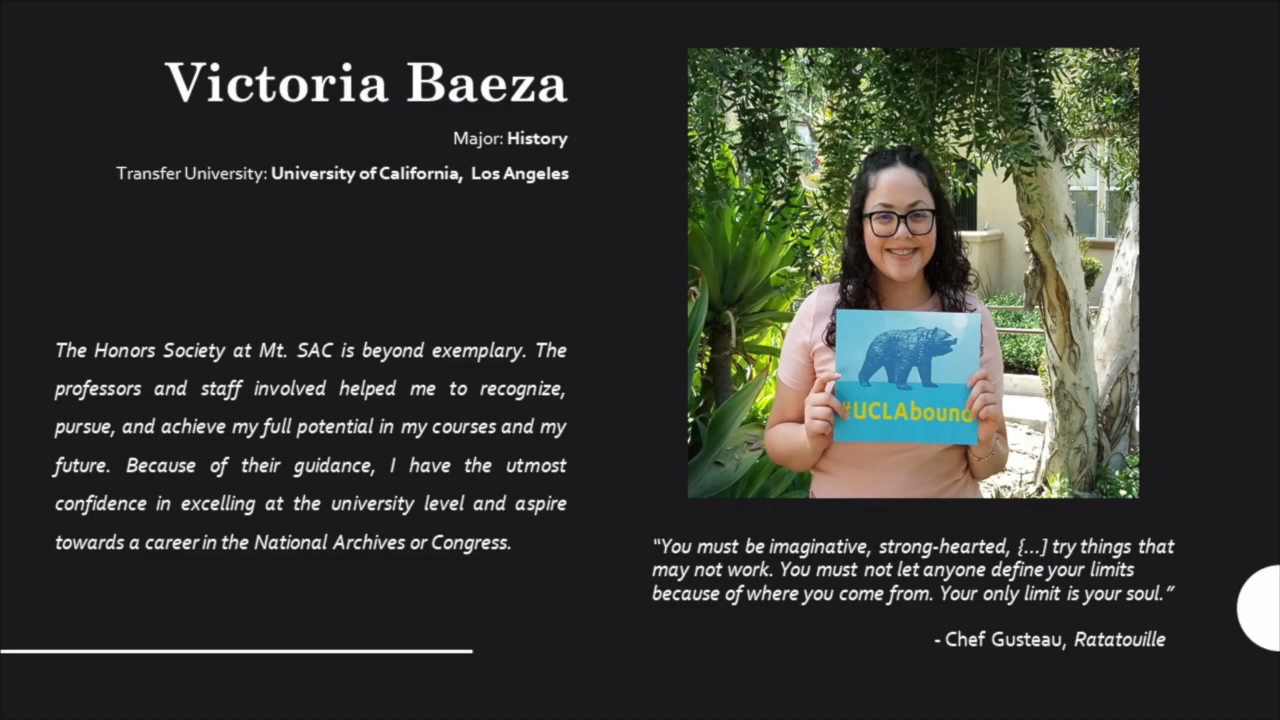 Victoria Baeza
Major: History
Transfer University: University of California, Los Angeles
The Honors Society at Mt. SAC is beyond exemplary. The
professors and staff involved helped me to recognize,
pursue, and achieve my full potential in my courses and my
future. Because of their guidance, I have the utmost
confidence in excelling at the university level and aspire
towards a career in the National Archives or Congress.
#UCLAbound
“You must be imaginative, strong-hearted, {...] try things that
may not work. You must not let anyone define your limits
because of where you come from. Your only limit is your soul.”
- Chef Gusteau, Ratatouille